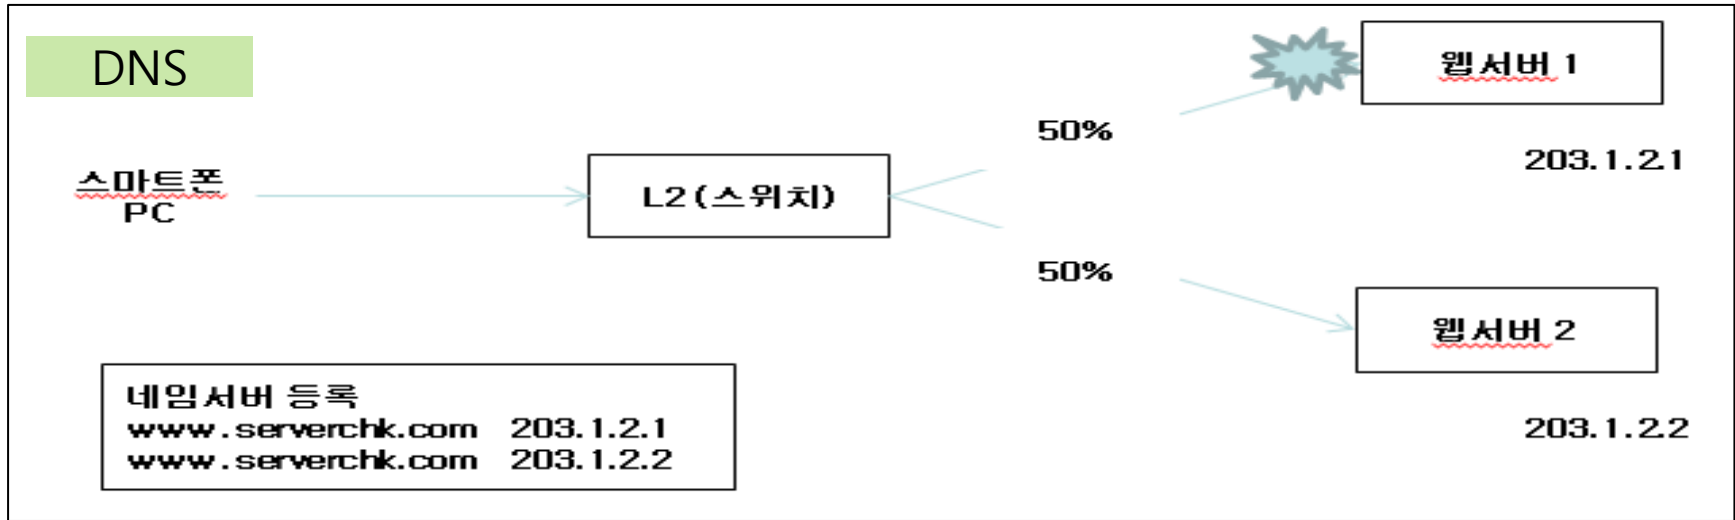 DNS
웹서버 1
50%
203.1.2.1
스마트폰
PC
L2(스위치)
50%
웹서버 2
네임서버 등록
www.serverchk.com 203.1.2.1
www.serverchk.com 203.1.2.2
203.1.2.2